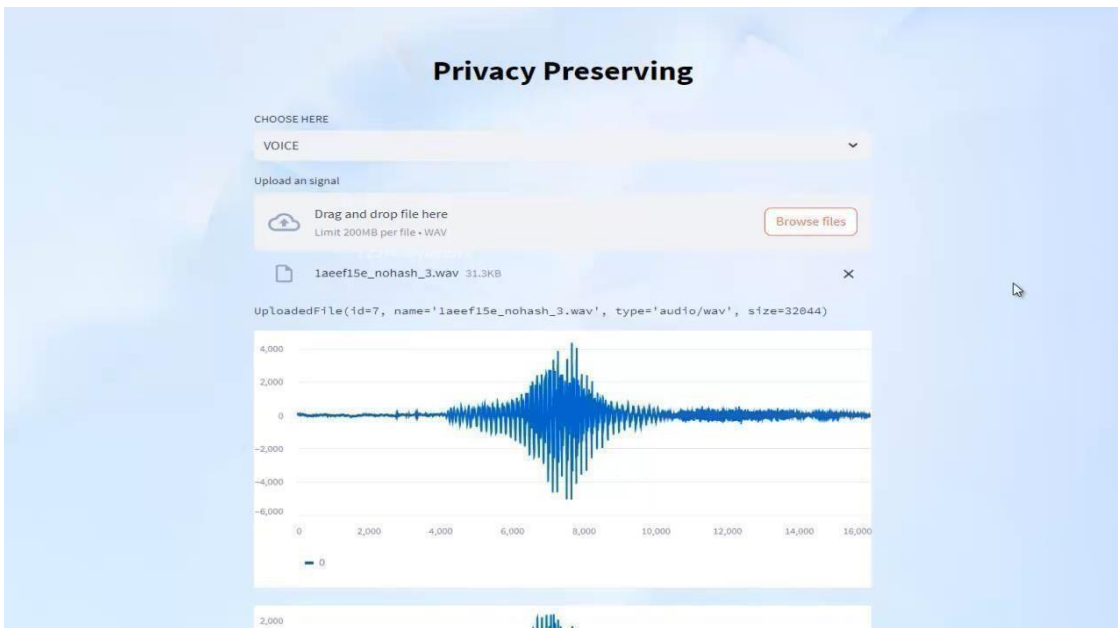 Privacy Preserving
CHOOSE HERE
VOICE
Upload an signal
Drag and drop file here
Limit 200MB per file • WAV
Browse files
1aeef15e_nohash_3.wav 31.3KB
UploadedFile(id=7, name='1aeef15e_nohash_3.wav', type='audio/wav', size=32044)
4,000
2,000
0
−2,000
−4,000
−6,000
0 2,000 4,000 6,000 8,000 10,000 12,000 14,000 16,000
0
2,000